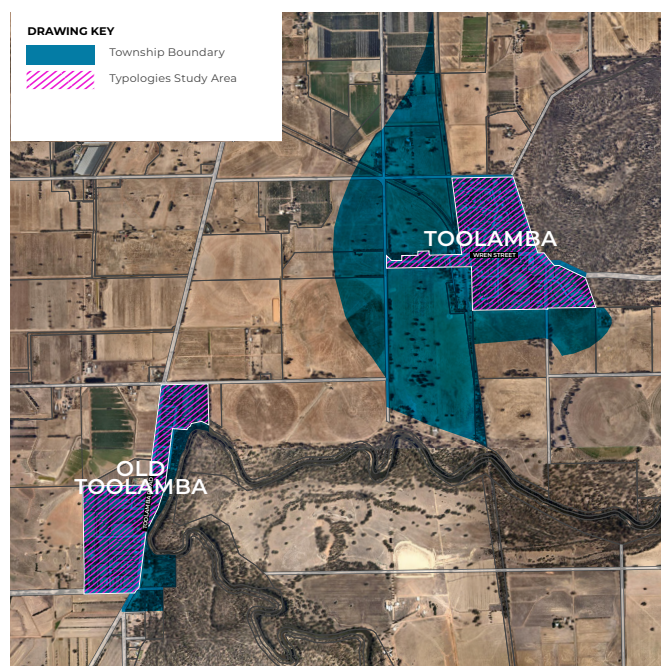 DRAWING KEY
Township Boundary
Typologies Study Area
TOOLAMBA
WREN STREET
OLD
TOOLAMBA